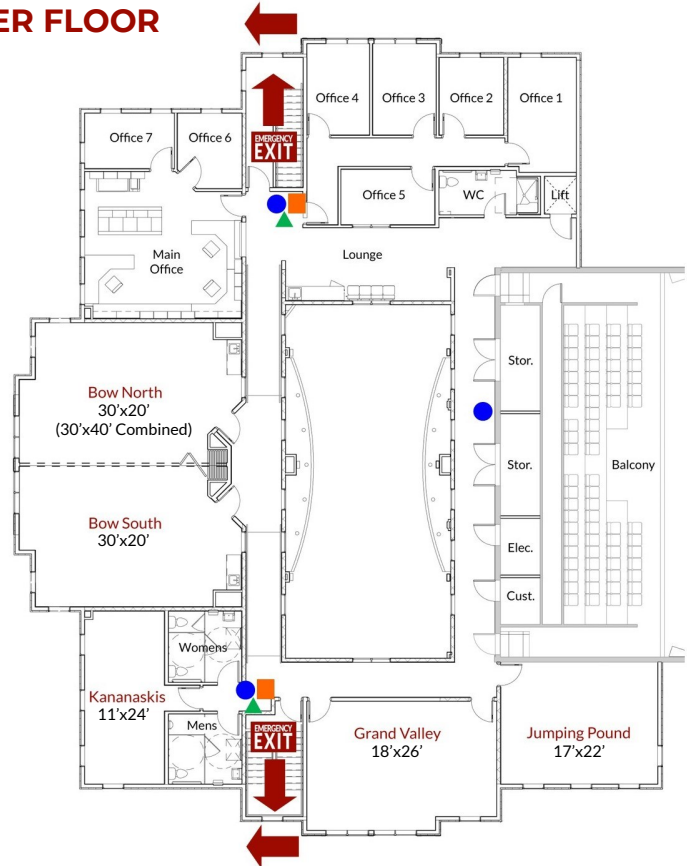 ER FLOOR
EMERGENCY
EXIT
Office 4
Office 3
Office 2
Office 1
Office 7
Office 6
Office 5
WC
Lift
Main
Office
Lounge
Bow North
30’x20’
(30’x40’ Combined)
Stor.
Stor.
Balcony
Bow South
30’x20’
Elec.
Cust.
Womens
Kananaskis
11’x24’
Mens
EMERGENCY
EXIT
Grand Valley
18’x26’
Jumping Pound
17’x22’